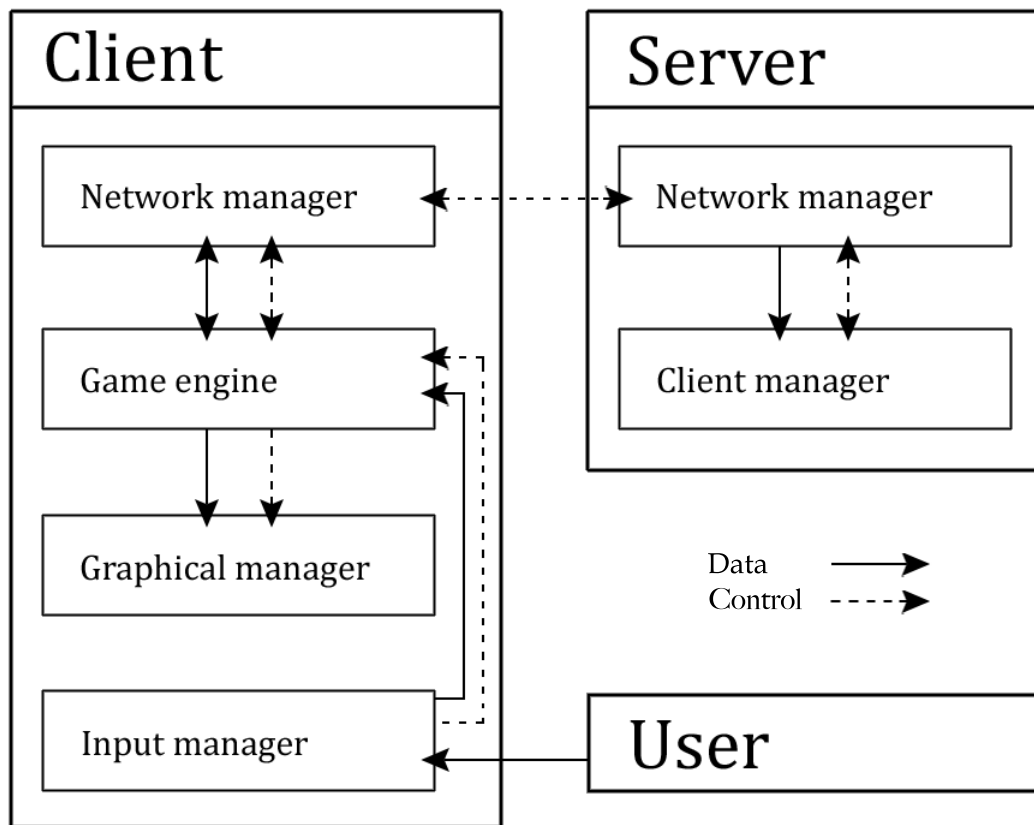 Client
Network manager
Game engine
Graphical manager
Input manager
Server
Network manager
Client manager
Data
Control
User